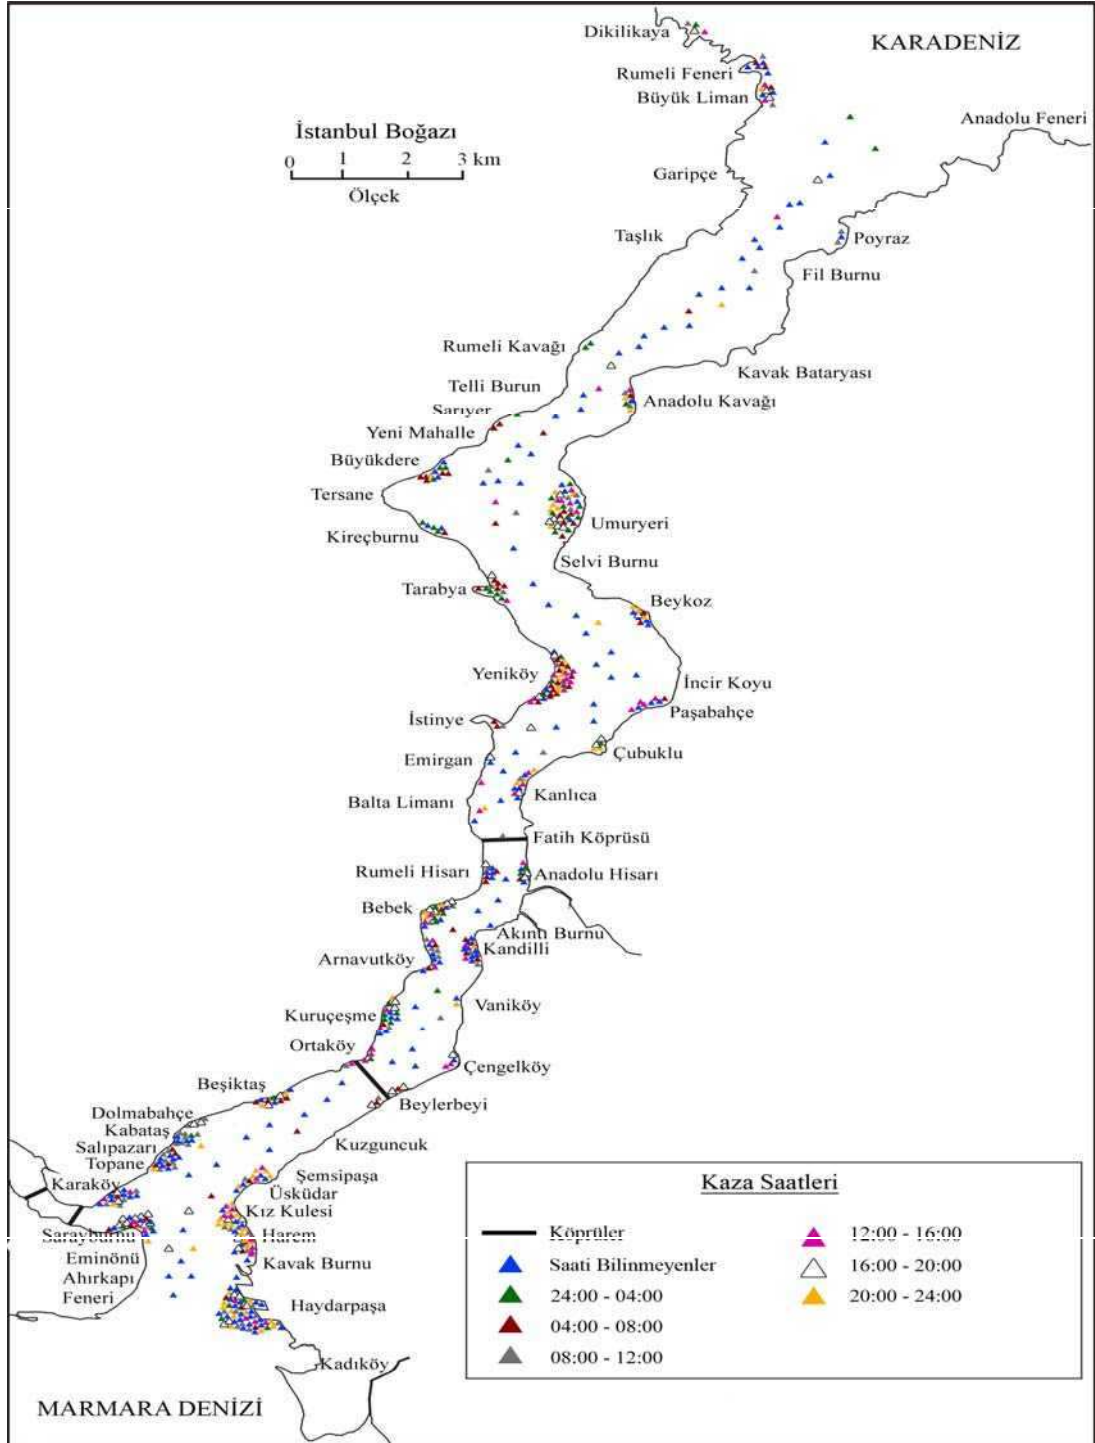 Dikilikaya
KARADENİZ
Rumeli Feneri
Büyük Liman
Anadolu Feneri
İstanbul Boğazı
0 1 2 3 km
Ölçek
Garipçe
Taşlık
Poyraz
Fil Burnu
Rumeli Kavağı
Kavak Bataryası
Telli Burun
Anadolu Kavağı
Sarıyer
Yeni Mahalle
Büyükdere
Tersane
Umuryeri
Kireçburnu
Selvi Burnu
Tarabya
Beykoz
Yeniköy
İncir Koyu
Paşabahçe
İstinye
Çubuklu
Emirgan
Kanlıca
Balta Limanı
Fatih Köprüsü
Rumeli Hisarı
Anadolu Hisarı
Bebek
Akıntı Burnu
Kandilli
Arnavutköy
Vaniköy
Kuruçeşme
Ortaköy
Çengelköy
Beşiktaş
Beylerbeyi
Dolmabahçe
Kabataş
Salıpazarı
Topane
Kuzguncuk
Şemsipaşa
Karaköy
Üsküdar
Kız Kulesi
Sarayburnu
Harem
Eminönü
Kavak Burnu
Ahırkapı
Feneri
Haydarpaşa
Kadıköy
MARMARA DENİZİ
Kaza Saatleri
Köprüler
Saati Bilinmeyenler
24:00 - 04:00
04:00 - 08:00
08:00 - 12:00
12:00 - 16:00
16:00 - 20:00
20:00 - 24:00